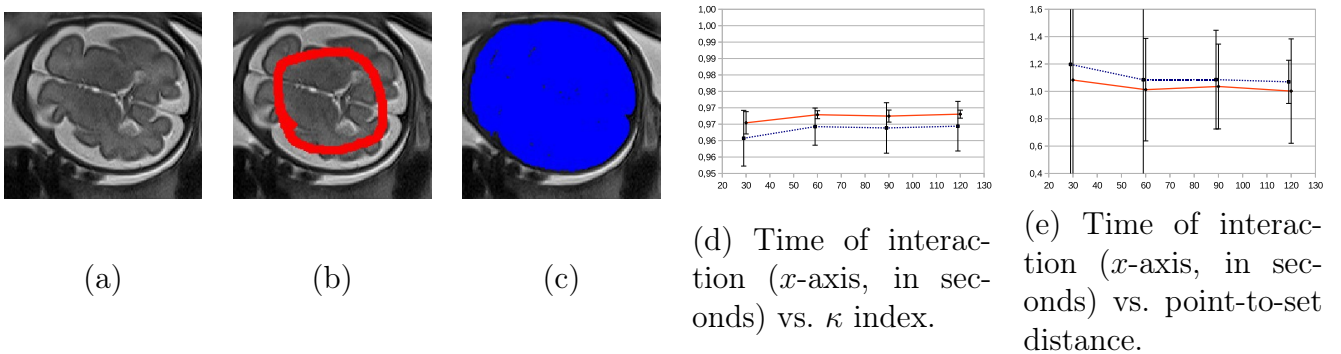 1,00
0,99
0,99
0,98
0,98
0,97
0,97
0,96
0,96
0,95
20 30 40 50 60 70 80 90 100 110 120 130
1,6
1,4
1,2
1,0
0,8
0,6
0,4
20 30 40 50 60 70 80 90 100 110 120 130
(a)
(b)
(c)
(d) Time of interac-
tion (x-axis, in sec-
onds) vs. κ index.
(e) Time of interac-
tion (x-axis, in sec-
onds) vs. point-to-set
distance.